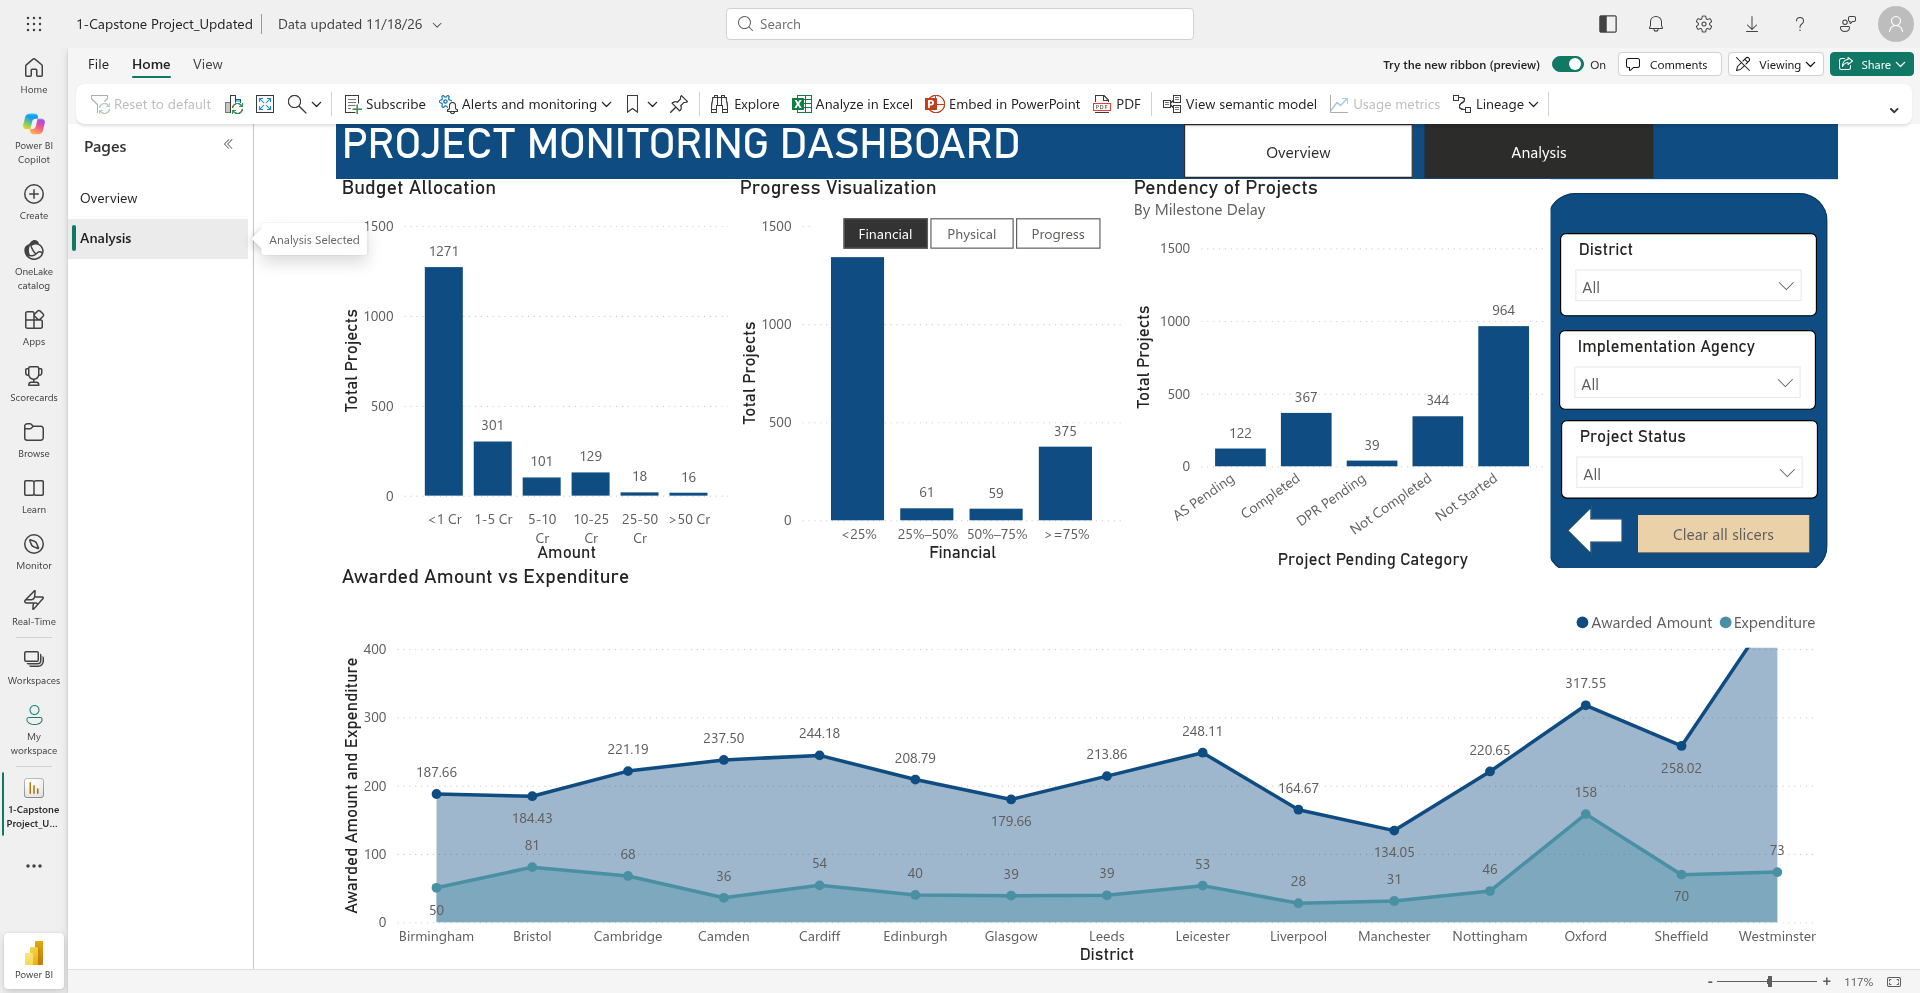 1-Capstone Project_Updated
Data updated 11/18/26
Search
File
Home
View
Try the new ribbon (preview)
On
Comments
Viewing
Share
Reset to default
Subscribe
Alerts and monitoring
Explore
Analyze in Excel
Embed in PowerPoint
PDF
View semantic model
Usage metrics
Lineage
Home
Power BI
Copilot
Create
OneLake
catalog
Apps
Scorecards
Browse
Learn
Monitor
Real-Time
Workspaces
My
workspace
1-Capstone
Project_U...
Power BI
Pages
Overview
Analysis
Analysis Selected
PROJECT MONITORING DASHBOARD
Overview
Analysis
Budget Allocation
Total Projects
1500
1000
500
0
1271
301
101
129
18
16
<1 Cr
1-5 Cr
5-10
Cr
10-25
Cr
25-50
Cr
>50 Cr
Amount
Progress Visualization
Financial
Physical
Progress
Total Projects
1500
1000
500
0
61
59
375
<25%
25%–50%
50%–75%
>=75%
Financial
Pendency of Projects
By Milestone Delay
Total Projects
1500
1000
500
0
122
367
39
344
964
AS Pending
Completed
DPR Pending
Not Completed
Not Started
Project Pending Category
District
All
Implementation Agency
All
Project Status
All
Clear all slicers
Awarded Amount vs Expenditure
Awarded Amount
Expenditure
Awarded Amount and Expenditure
400
300
200
100
0
187.66
184.43
221.19
237.50
244.18
208.79
179.66
213.86
248.11
164.67
134.05
220.65
317.55
258.02
50
81
68
36
54
40
39
39
53
28
31
46
158
70
73
Birmingham
Bristol
Cambridge
Camden
Cardiff
Edinburgh
Glasgow
Leeds
Leicester
Liverpool
Manchester
Nottingham
Oxford
Sheffield
Westminster
District
117%